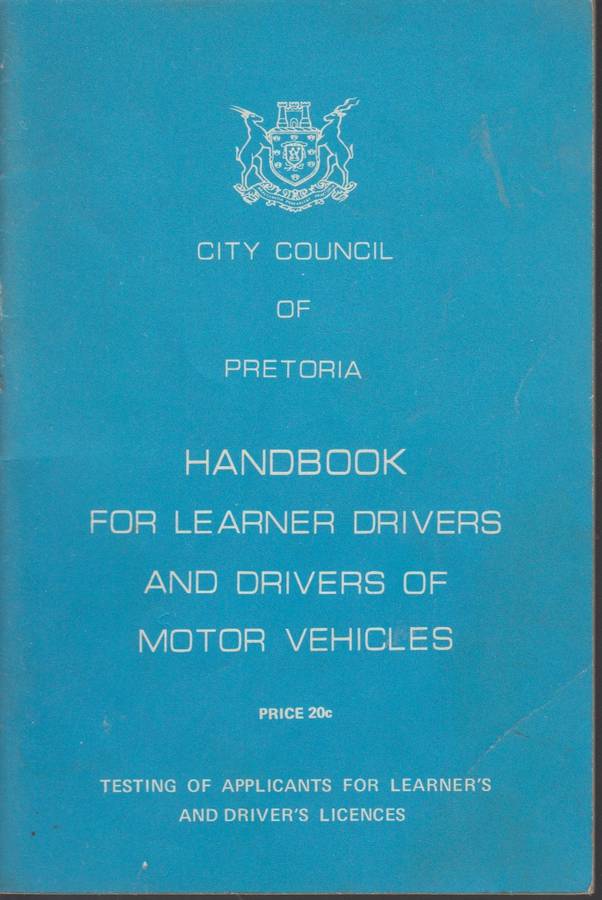 CITY COUNCIL
OF
PRETORIA
HANDBOOK
FOR LEARNER DRIVERS
AND DRIVERS OF
MOTOR VEHICLES
PRICE 20c
TESTING OF APPLICANTS FOR LEARNER'S
AND DRIVER'S LICENCES